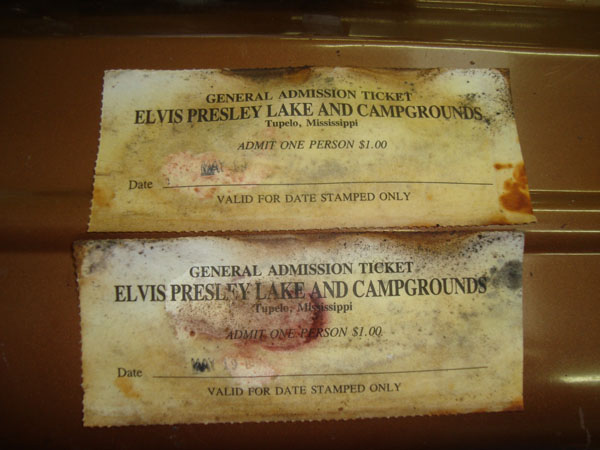 GENERAL ADMISSION TICKET
ELVIS PRESLEY LAKE AND CAMPGROUNDS
Tupelo, Mississippi
ADMIT ONE PERSON $1.00
MAY
Date
VALID FOR DATE STAMPED ONLY
GENERAL ADMISSION TICKET
ELVIS PRESLEY LAKE AND CAMPGROUNDS
Tupelo, Mississippi
ADMIT ONE PERSON $1.00
MAY
Date
VALID FOR DATE STAMPED ONLY